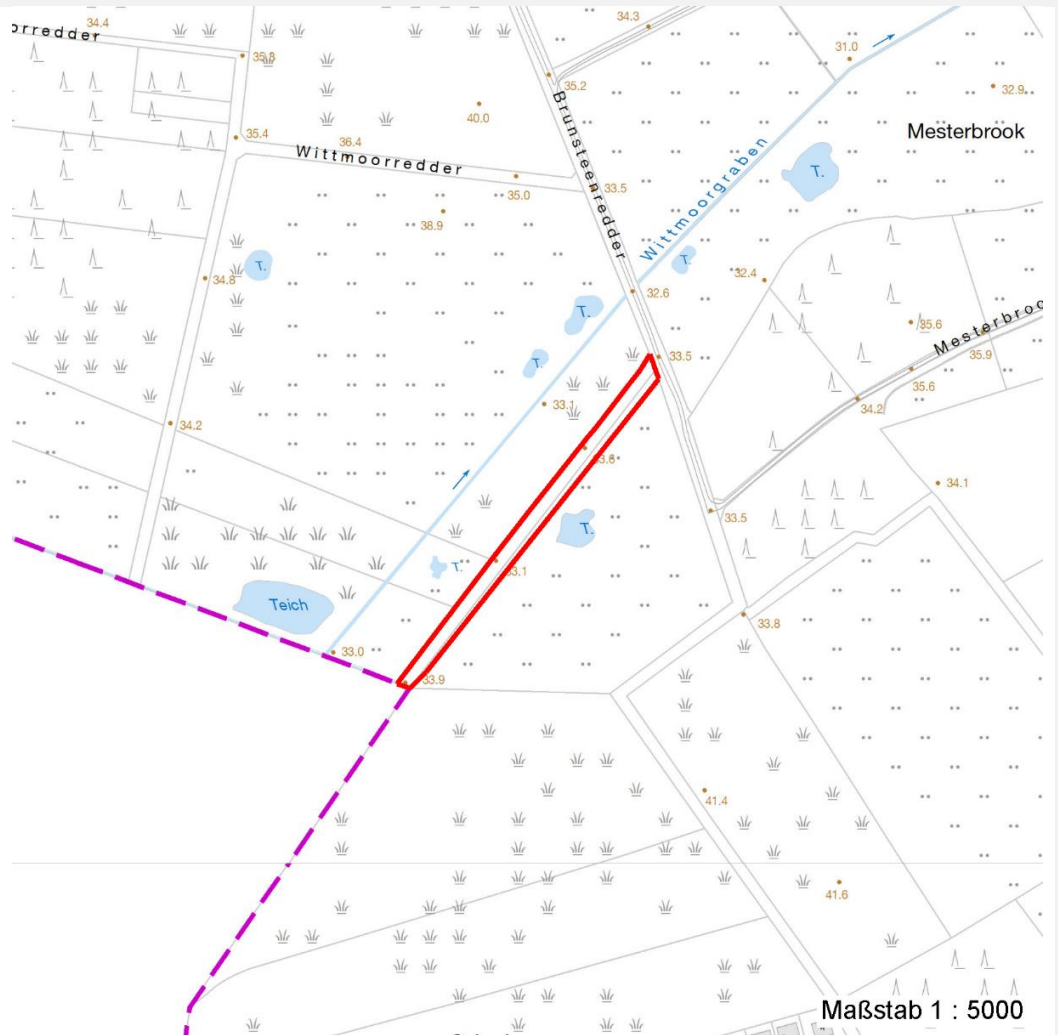 34.4
34.3
orredder
35.3
31.0
35.2
32.9
40.0
Brunsteenredder
Mesterbrook
35.4
36.4
Wittmoorredder
Wittmoorgraben
T.
35.0
33.5
38.9
T.
T.
32.4
34.8
32.6
T.
35.6
Mesterbroo
33.5
35.9
T.
35.6
33.1
34.2
34.2
33.6
34.1
33.5
T.
33.1
T.
Teich
33.8
33.0
33.9
41.4
41.6
Maßstab 1 : 5000